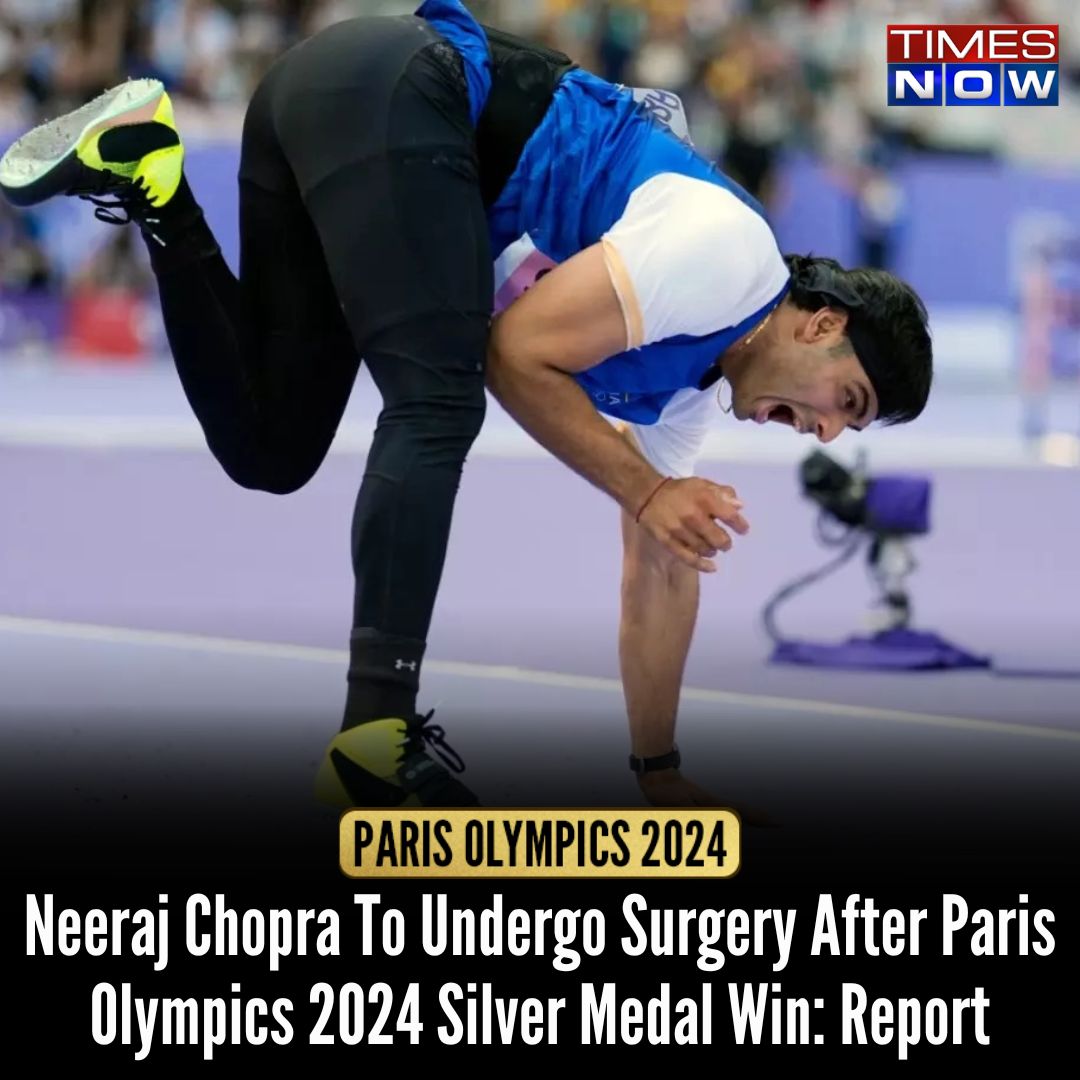 TIMES
NOW
PARIS OLYMPICS 2024
Neeraj Chopra To Undergo Surgery After Paris
Olympics 2024 Silver Medal Win: Report